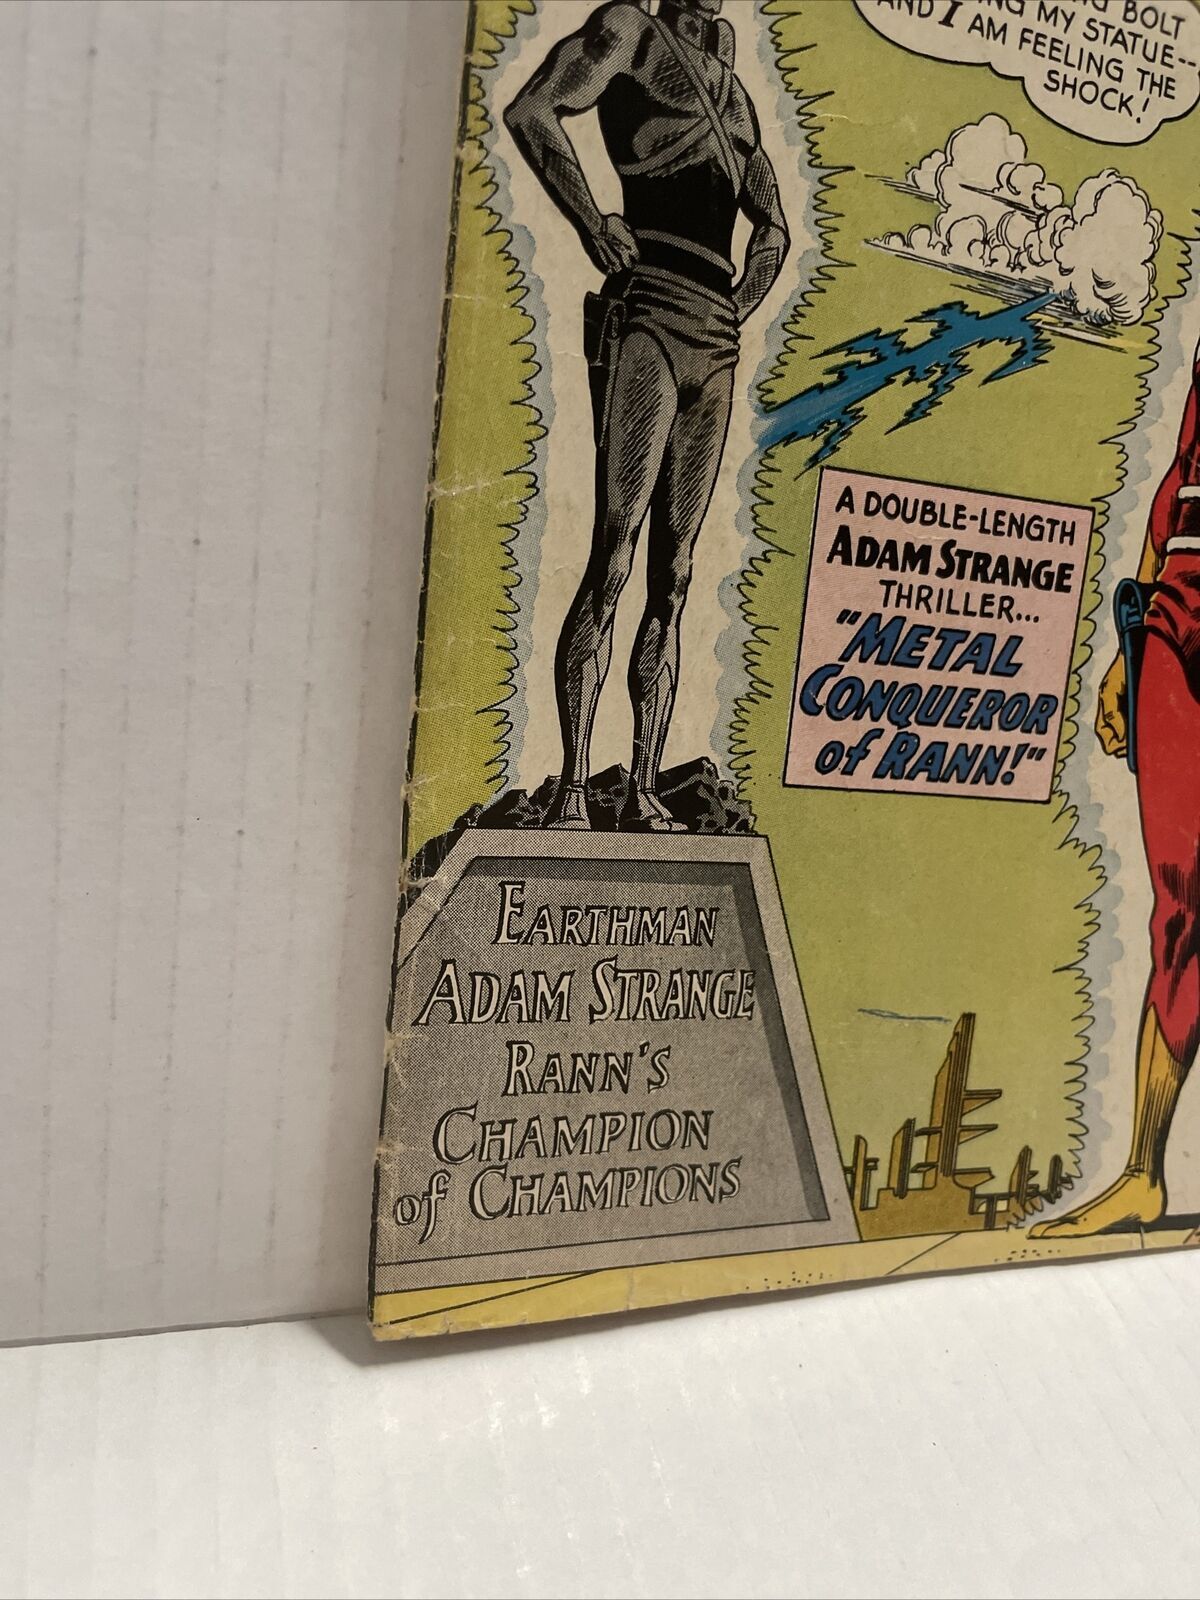 BOLT
MY STATUE--
AND I AM FEELING THE
SHOCK!
A DOUBLE-LENGTH
ADAM STRANGE
THRILLER...
"METAL
CONQUEROR
of RANN!"
EARTHMAN
ADAM STRANGE
RANN'S
CHAMPION
of CHAMPIONS